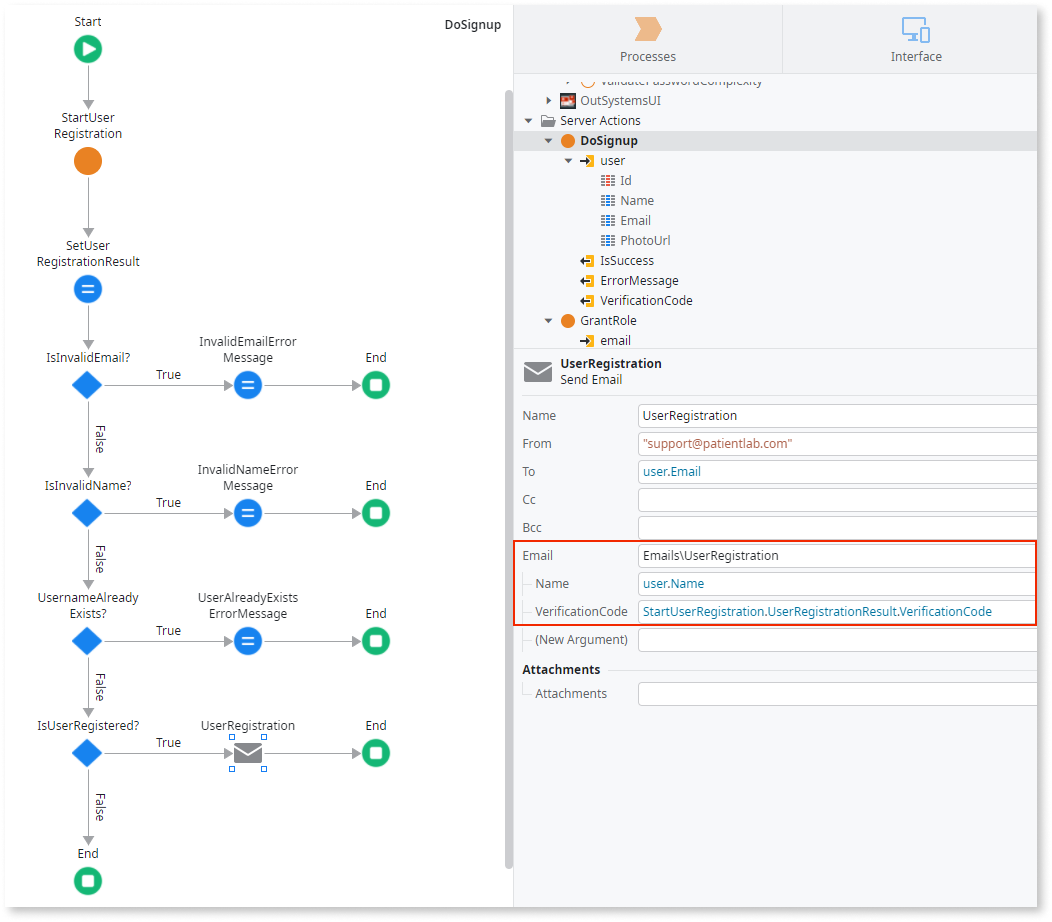 DoSignup
Start
StartUser
Registration
SetUser
RegistrationResult
IsInvalidEmail?
True
InvalidEmailError
Message
End
False
IsInvalidName?
True
InvalidNameError
Message
End
False
UsernameAlready
Exists?
True
UserAlreadyExists
ErrorMessage
End
False
IsUserRegistered?
True
UserRegistration
End
False
End
Processes
Interface
ValidatePasswordComplexity
OutSystemsUI
Server Actions
DoSignup
user
Id
Name
Email
PhotoUrl
IsSuccess
ErrorMessage
VerificationCode
GrantRole
email
UserRegistration
Send Email
Name UserRegistration
From "support@patientlab.com"
To user.Email
Cc
Bcc
Email Emails\UserRegistration
Name user.Name
VerificationCode StartUserRegistration.UserRegistrationResult.VerificationCode
(New Argument)
Attachments
Attachments